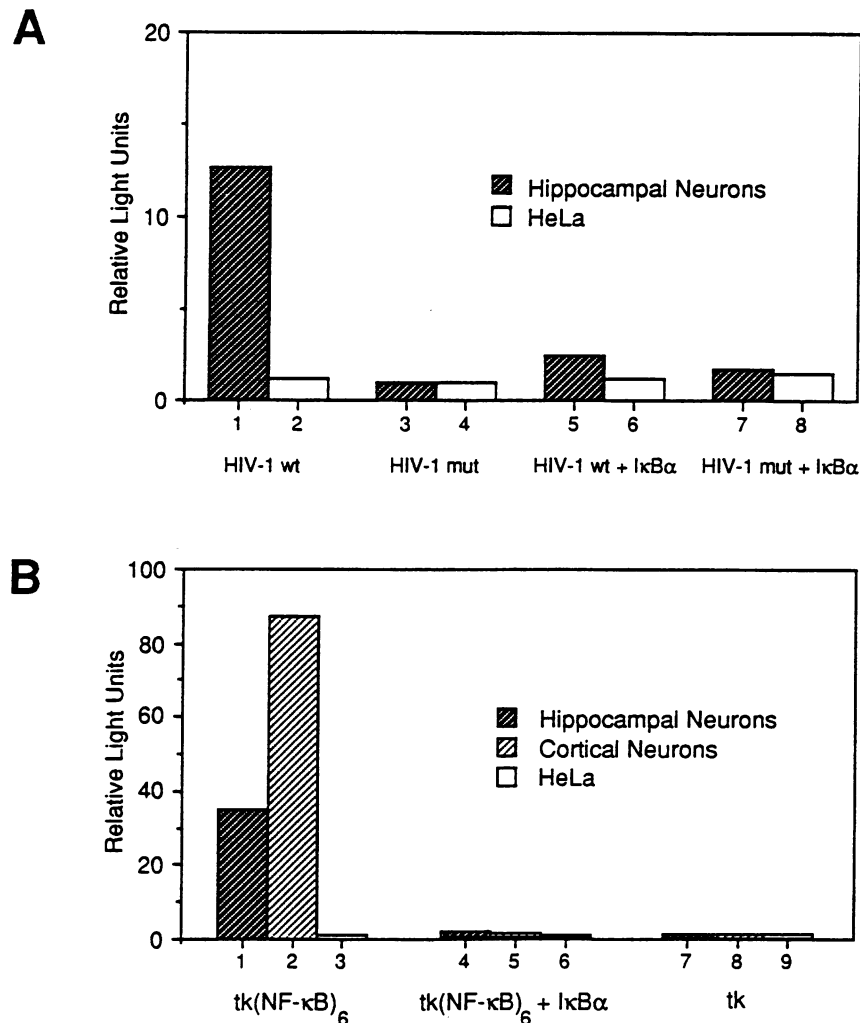 A
20
10
0
Relative Light Units
Hippocampal Neurons
HeLa
1 2 3 4 5 6 7 8
HIV-1 wt HIV-1 mut HIV-1 wt + IκBα HIV-1 mut + IκBα
B
100
80
60
40
20
0
Relative Light Units
Hippocampal Neurons
Cortical Neurons
HeLa
1 2 3 4 5 6 7 8 9
tk(NF-κB)6 tk(NF-κB)6 + IκBα tk